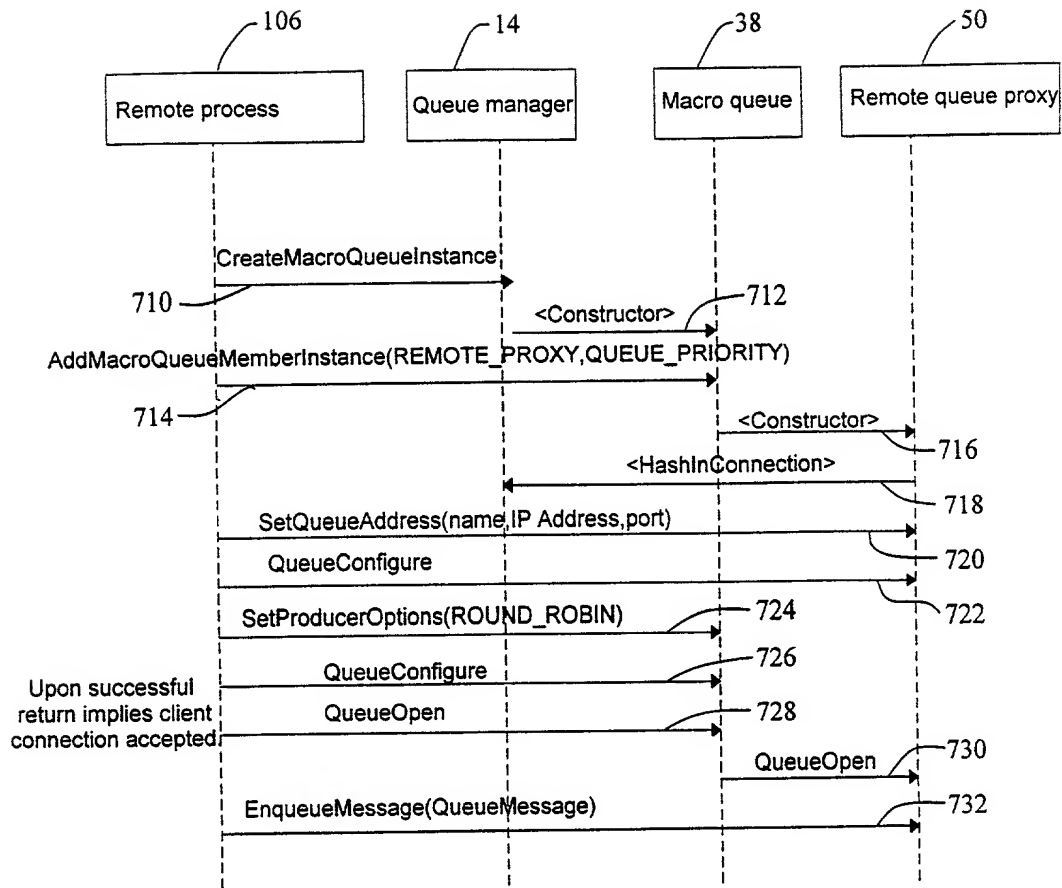 106
14
38
50
Remote process
Queue manager
Macro queue
Remote queue proxy
CreateMacroQueueInstance
710
712
<Constructor>
AddMacroQueueMemberInstance(REMOTE_PROXY,QUEUE_PRIORITY)
714
<Constructor>
716
<HashInConnection>
718
SetQueueAddress(name,IP Address,port)
720
QueueConfigure
722
SetProducerOptions(ROUND_ROBIN)
724
QueueConfigure
726
Upon successful
return implies client
connection accepted
QueueOpen
728
QueueOpen
730
EnqueueMessage(QueueMessage)
732